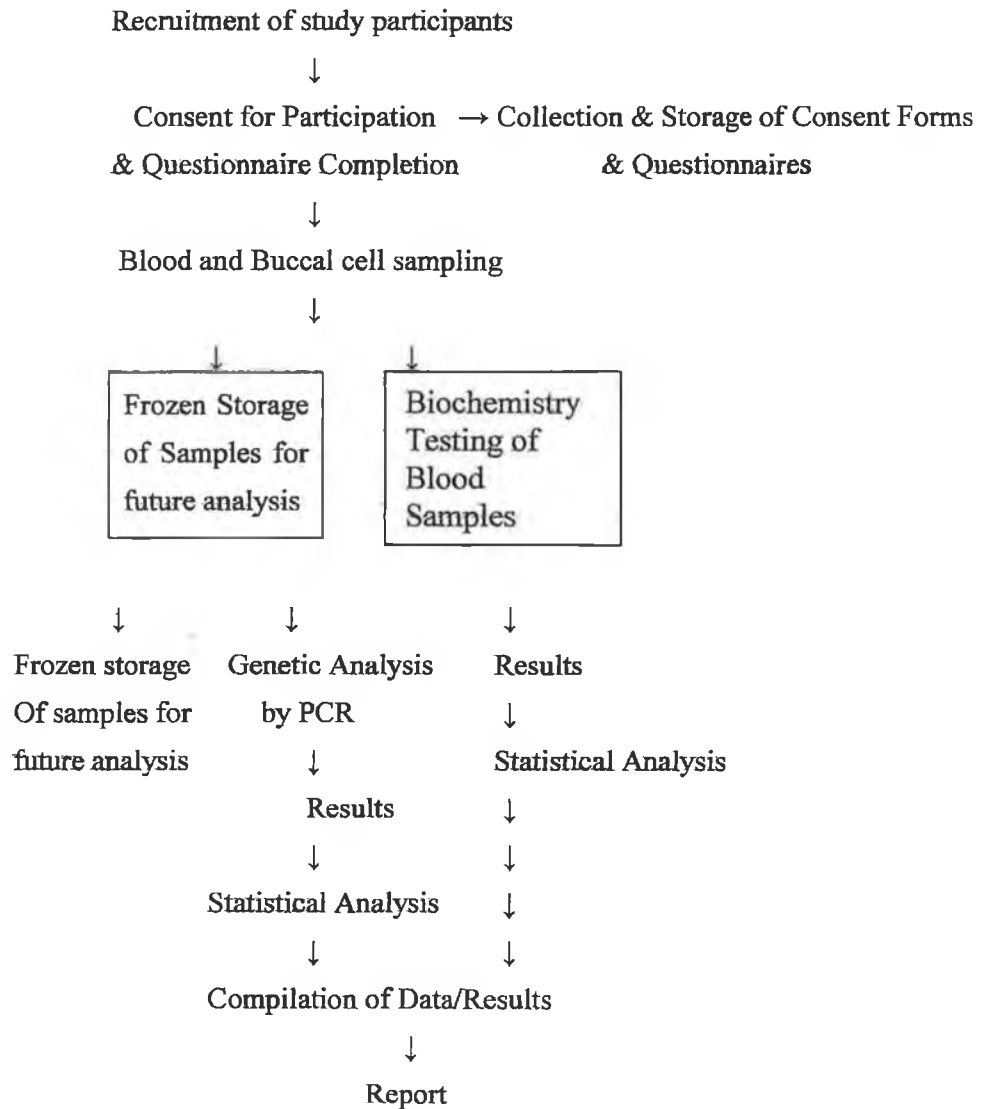 Recruitment of study participants
↓
Consent for Participation → Collection & Storage of Consent Forms
& Questionnaire Completion & Questionnaires
↓
Blood and Buccal cell sampling
↓
↓ ↓
Frozen Storage
of Samples for
future analysis
Biochemistry
Testing of
Blood
Samples
↓ ↓ ↓
Frozen storage Genetic Analysis Results
Of samples for by PCR ↓
future analysis ↓ Statistical Analysis
Results ↓
↓ ↓
Statistical Analysis ↓
↓ ↓
Compilation of Data/Results
↓
Report